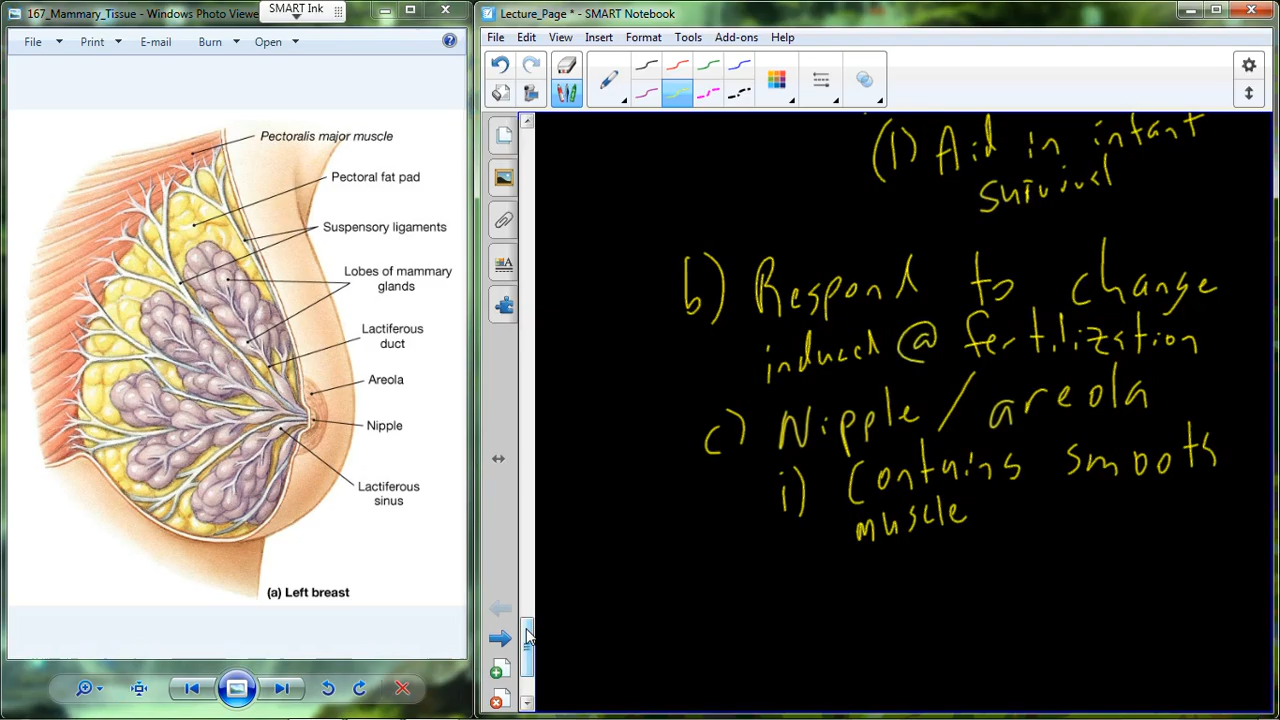 167_Mammary_Tissue - Windows Photo Viewe
SMART Ink
File Print E-mail Burn Open
Pectoralis major muscle
Pectoral fat pad
Suspensory ligaments
Lobes of mammary
glands
Lactiferous
duct
Areola
Nipple
Lactiferous
sinus
(a) Left breast
Lecture_Page * - SMART Notebook
File Edit View Insert Format Tools Add-ons Help
(1) Aid in infant
survival
b) Respond to change
induced @ fertilization
c) Nipple / areola
i) Contains smooth
muscle